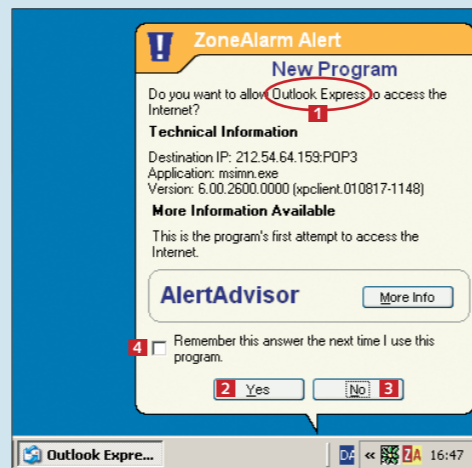 ZoneAlarm Alert
New Program
Do you want to allow Outlook Express to access the
Internet?
1
Technical Information
Destination IP: 212.54.64.159:POP3
Application: msimn.exe
Version: 6.00.2600.0000 (xpclient.010817-1148)
More Information Available
This is the program's first attempt to access the
Internet.
AlertAdvisor
More Info
4
Remember this answer the next time I use this
program.
2 Yes
No 3
Outlook Expre...
DA « ZA 16:47